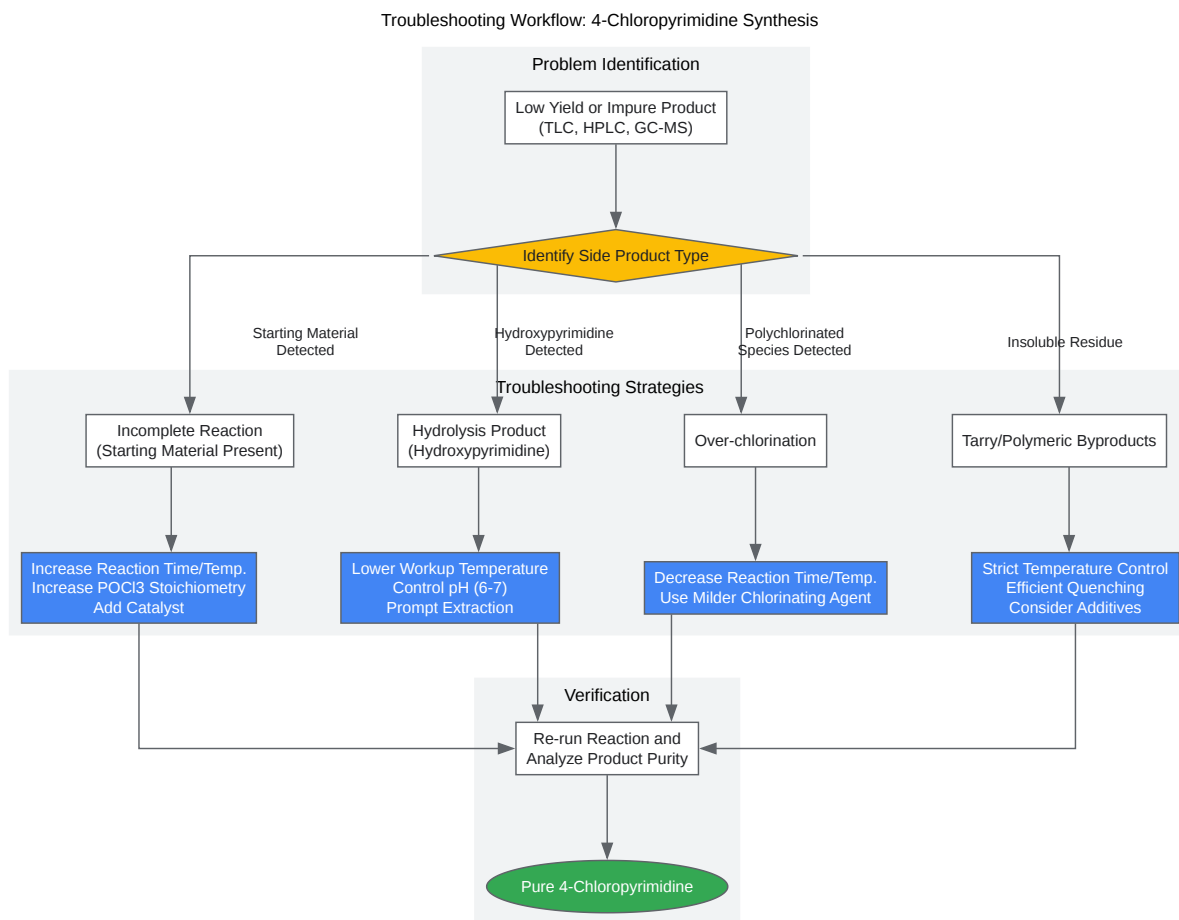 Troubleshooting Workflow: 4-Chloropyrimidine Synthesis
Problem Identification
Low Yield or Impure Product
(TLC, HPLC, GC-MS)
Identify Side Product Type
Starting Material
Detected
Hydroxypyrimidine
Detected
Polychlorinated
Species Detected
Insoluble Residue
Troubleshooting Strategies
Incomplete Reaction
(Starting Material Present)
Hydrolysis Product
(Hydroxypyrimidine)
Over-chlorination
Tarry/Polymeric Byproducts
Increase Reaction Time/Temp.
Increase POCl3 Stoichiometry
Add Catalyst
Lower Workup Temperature
Control pH (6-7)
Prompt Extraction
Decrease Reaction Time/Temp.
Use Milder Chlorinating Agent
Strict Temperature Control
Efficient Quenching
Consider Additives
Verification
Re-run Reaction and
Analyze Product Purity
Pure 4-Chloropyrimidine